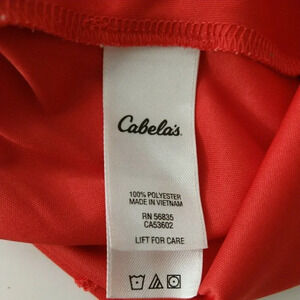 Cabela's
100% POLYESTER
MADE IN VIETNAM
RN 56835
CA53602
LIFT FOR CARE